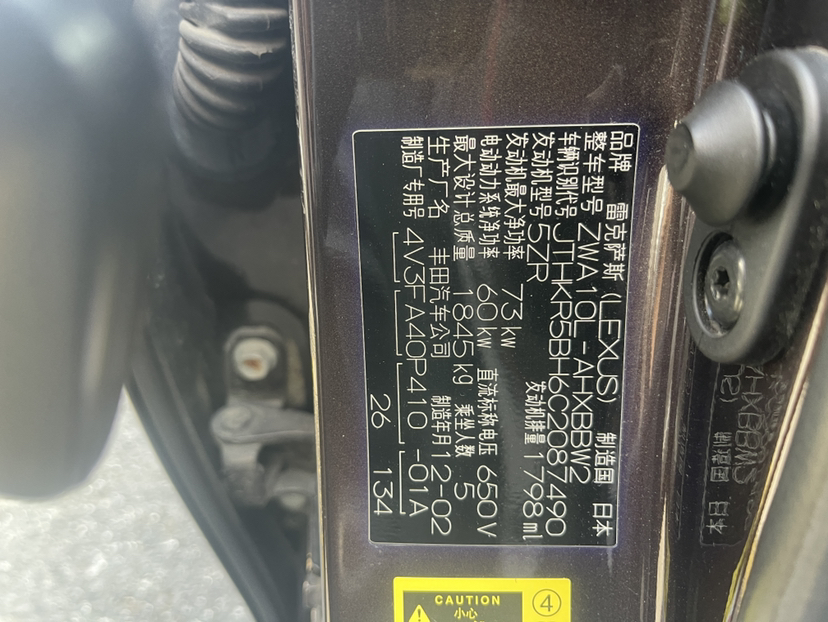 品牌 雷克萨斯 (LEXUS) 制造国 日本
整车型号 ZWA10L-AHXBBW2
车辆识别代号 JTHKR5BH6C2087490
发动机型号 5ZR 发动机排量 1798ml
发动机最大净功率 73kw
电动动力系统净功率 60kw 直流标称电压 650V
最大设计总质量 1845kg 乘坐人数 5
生产厂名 丰田汽车公司 制造年月 12-02
制造厂专用号 4V3FA40P410-01A
26 134
CAUTION
小心
4